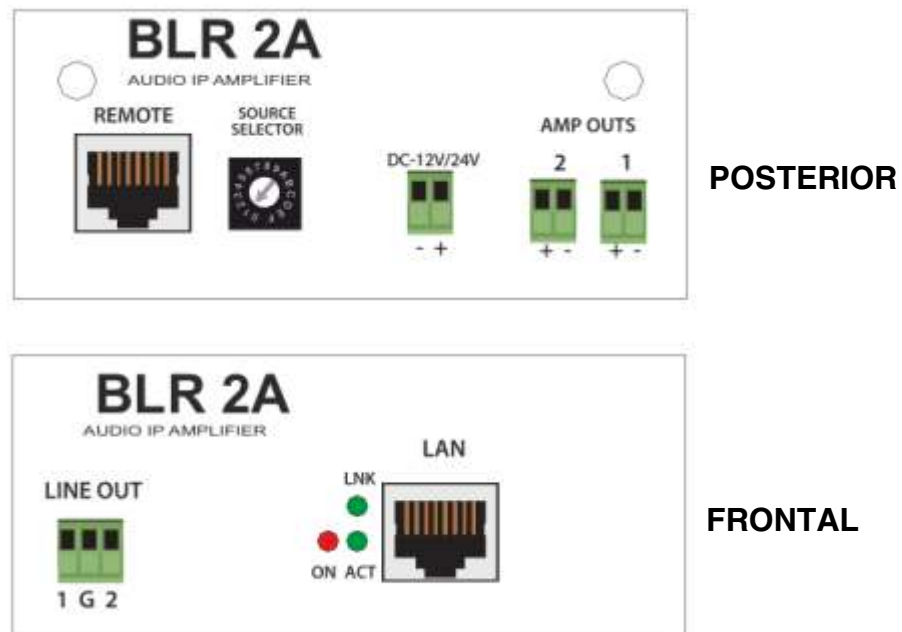 BLR 2A
AUDIO IP AMPLIFIER
REMOTE
SOURCE
SELECTOR
DC-12V/24V
AMP OUTS
2 1
- +
+ - + -
POSTERIOR
BLR 2A
AUDIO IP AMPLIFIER
LAN
LINE OUT
LNK
ON ACT
1 G 2
FRONTAL